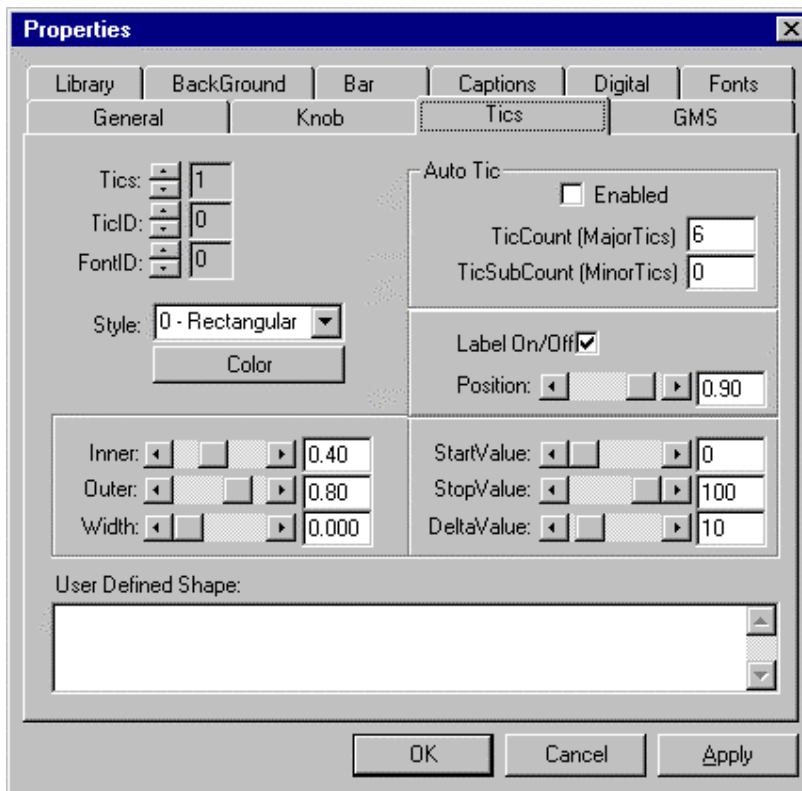 Properties
Library BackGround Bar Captions Digital Fonts
General Knob Tics GMS
Tics: 1
TicID: 0
FontID: 0
Style: 0 - Rectangular
Color
Auto Tic
Enabled
TicCount (MajorTics) 6
TicSubCount (MinorTics) 0
Label On/Off
Position: 0.90
Inner: 0.40
Outer: 0.80
Width: 0.000
StartValue: 0
StopValue: 100
DeltaValue: 10
User Defined Shape:
OK Cancel Apply